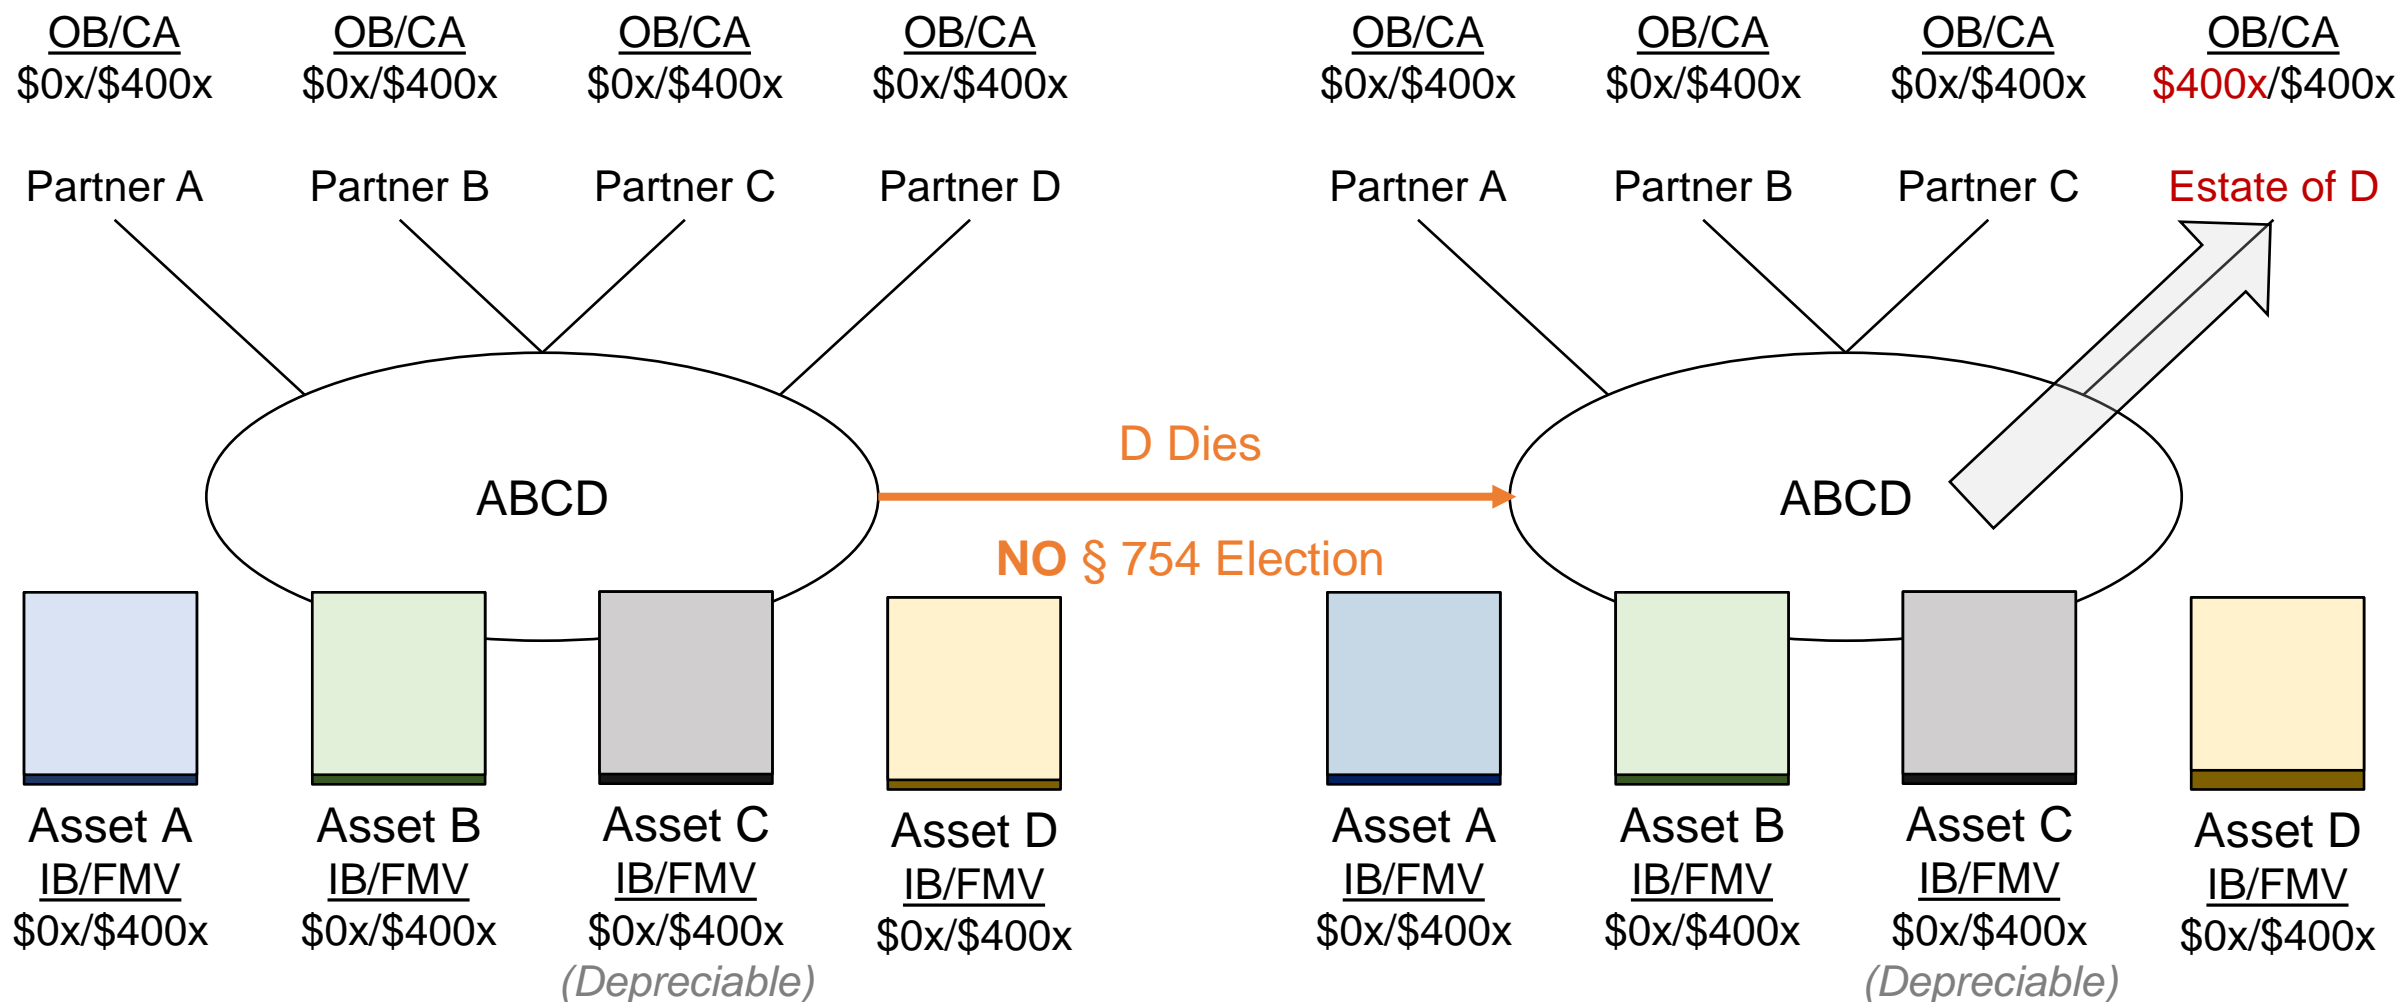 OB/CA
$0x/$400x
OB/CA
$0x/$400x
OB/CA
$0x/$400x
OB/CA
$0x/$400x
Partner A
Partner B
Partner C
Partner D
ABCD
Asset A
IB/FMV
$0x/$400x
Asset B
IB/FMV
$0x/$400x
Asset C
IB/FMV
$0x/$400x
(Depreciable)
Asset D
IB/FMV
$0x/$400x
D Dies
NO § 754 Election
OB/CA
$0x/$400x
OB/CA
$0x/$400x
OB/CA
$0x/$400x
OB/CA
$400x/$400x
Partner A
Partner B
Partner C
Estate of D
ABCD
Asset A
IB/FMV
$0x/$400x
Asset B
IB/FMV
$0x/$400x
Asset C
IB/FMV
$0x/$400x
(Depreciable)
Asset D
IB/FMV
$0x/$400x